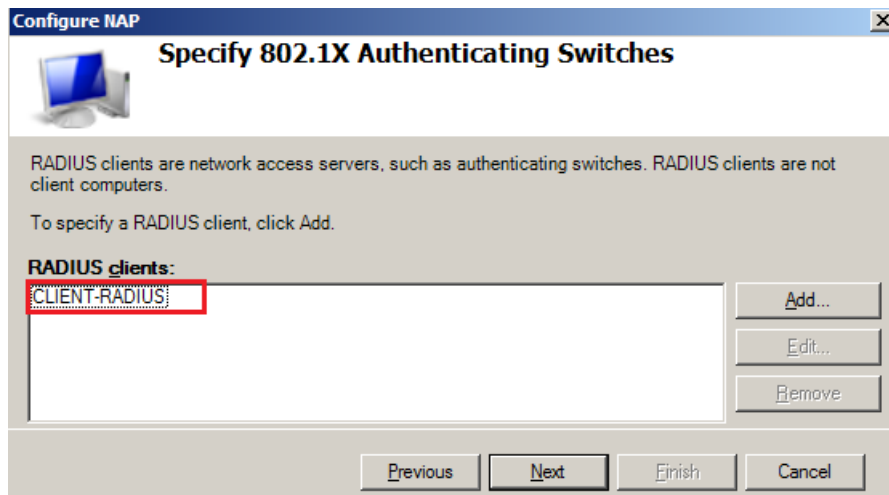 Configure NAP
Specify 802.1X Authenticating Switches
RADIUS clients are network access servers, such as authenticating switches. RADIUS clients are not
client computers.
To specify a RADIUS client, click Add.
RADIUS clients:
CLIENT-RADIUS
Add...
Edit...
Remove
Previous
Next
Finish
Cancel